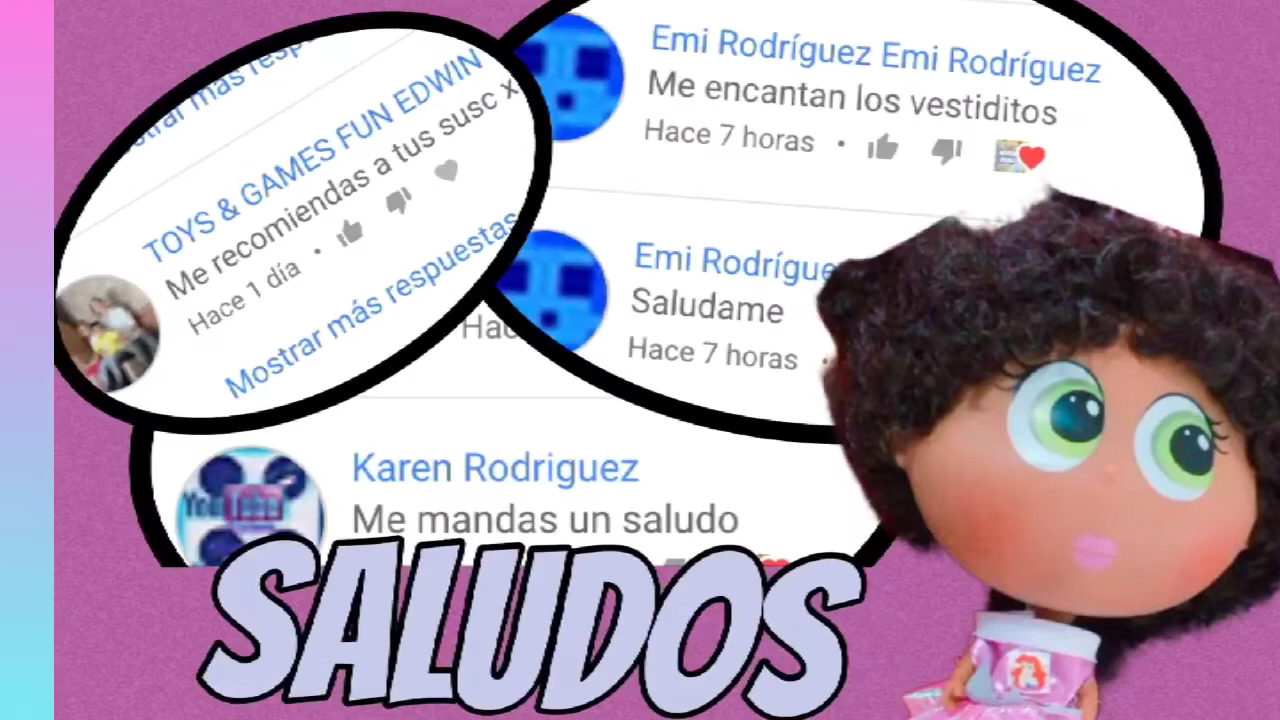 strar más resp
TOYS & GAMES FUN EDWIN
Me recomiendas a tus susc x
Hace 1 día
Mostrar más respuestas
Emi Rodríguez Emi Rodríguez
Me encantan los vestiditos
Hace 7 horas
Emi Rodrígue
Saludame
Hace 7 horas
Hac
Karen Rodriguez
Me mandas un saludo
SALUDOS